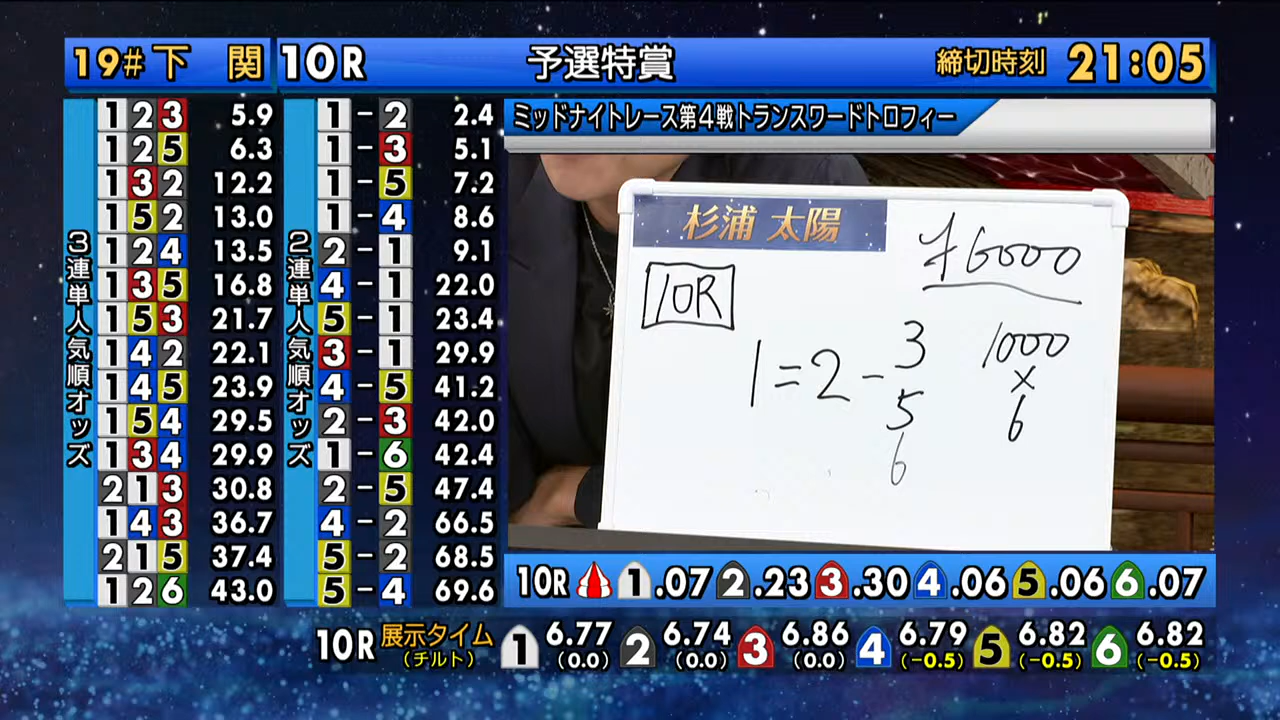 19# 下 関 10R 予選特賞 締切時刻 21:05
3連単人気順オッズ
1 2 3 5.9
1 2 5 6.3
1 3 2 12.2
1 5 2 13.0
1 2 4 13.5
1 3 5 16.8
1 5 3 21.7
1 4 2 22.1
1 4 5 23.9
1 5 4 29.5
1 3 4 29.9
2 1 3 30.8
1 4 3 36.7
2 1 5 37.4
1 2 6 43.0
2連単人気順オッズ
1 - 2 2.4
1 - 3 5.1
1 - 5 7.2
1 - 4 8.6
2 - 1 9.1
4 - 1 22.0
5 - 1 23.4
3 - 1 29.9
4 - 5 41.2
2 - 3 42.0
1 - 6 42.4
2 - 5 47.4
4 - 2 66.5
5 - 2 68.5
5 - 4 69.6
ミッドナイトレース第4戦トランスワードトロフィー
杉浦 太陽
¥6000
10R
1=2-3
5
6
1000
×
6
10R 1 .07 2 .23 3 .30 4 .06 5 .06 6 .07
10R 展示タイム 1 6.77 2 6.74 3 6.86 4 6.79 5 6.82 6 6.82
(チルト) (0.0) (0.0) (0.0) (-0.5) (-0.5) (-0.5)